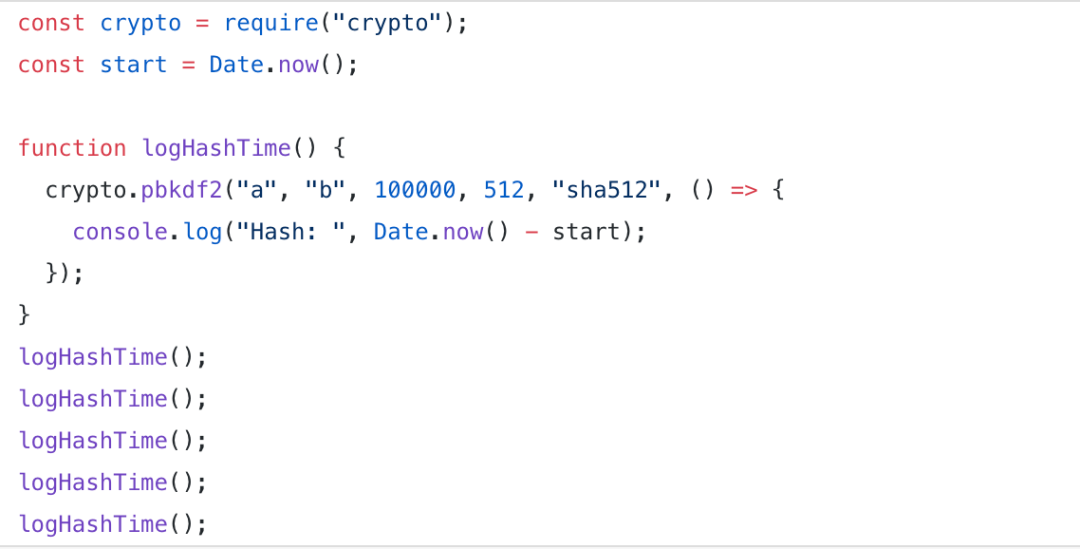 const crypto = require("crypto");
const start = Date.now();
function logHashTime() {
crypto.pbkdf2("a", "b", 100000, 512, "sha512", () => {
console.log("Hash: ", Date.now() - start);
});
}
logHashTime();
logHashTime();
logHashTime();
logHashTime();
logHashTime();